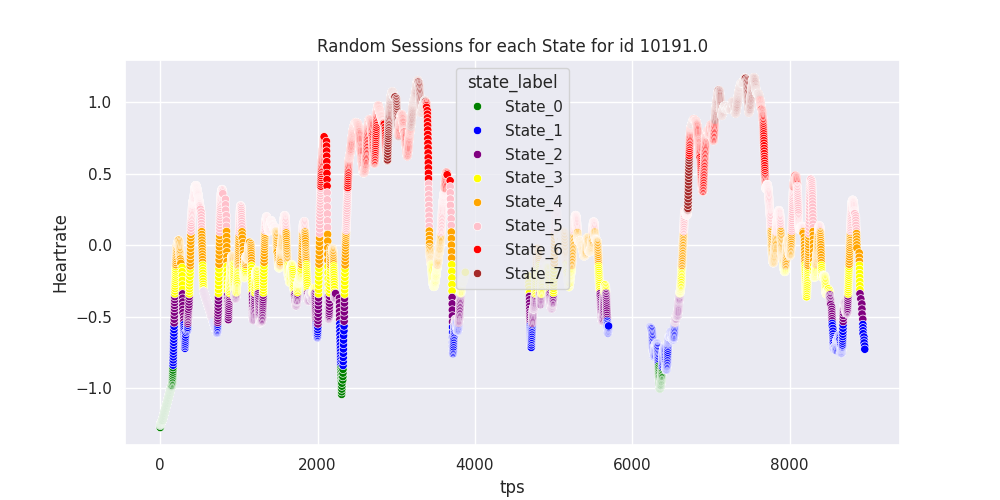 Random Sessions for each State for id 10191.0
state_label
State_0
State_1
State_2
State_3
State_4
State_5
State_6
State_7
Heartrate
1.0
0.5
0.0
−0.5
−1.0
0 2000 4000 6000 8000
tps